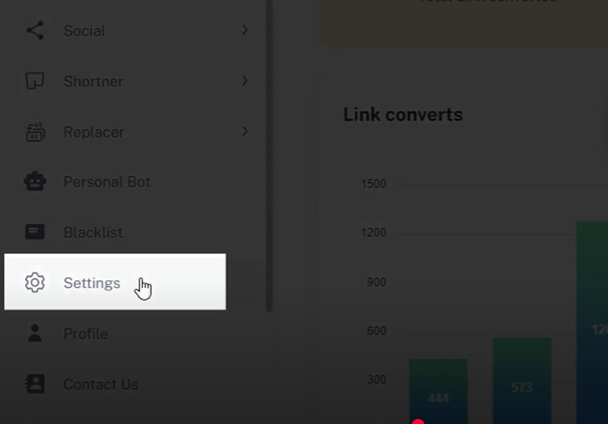 Social
Shortner
Replacer
Personal Bot
Blacklist
Settings
Profile
Contact Us
Link converts
1500
1200
900
600
300
444
573